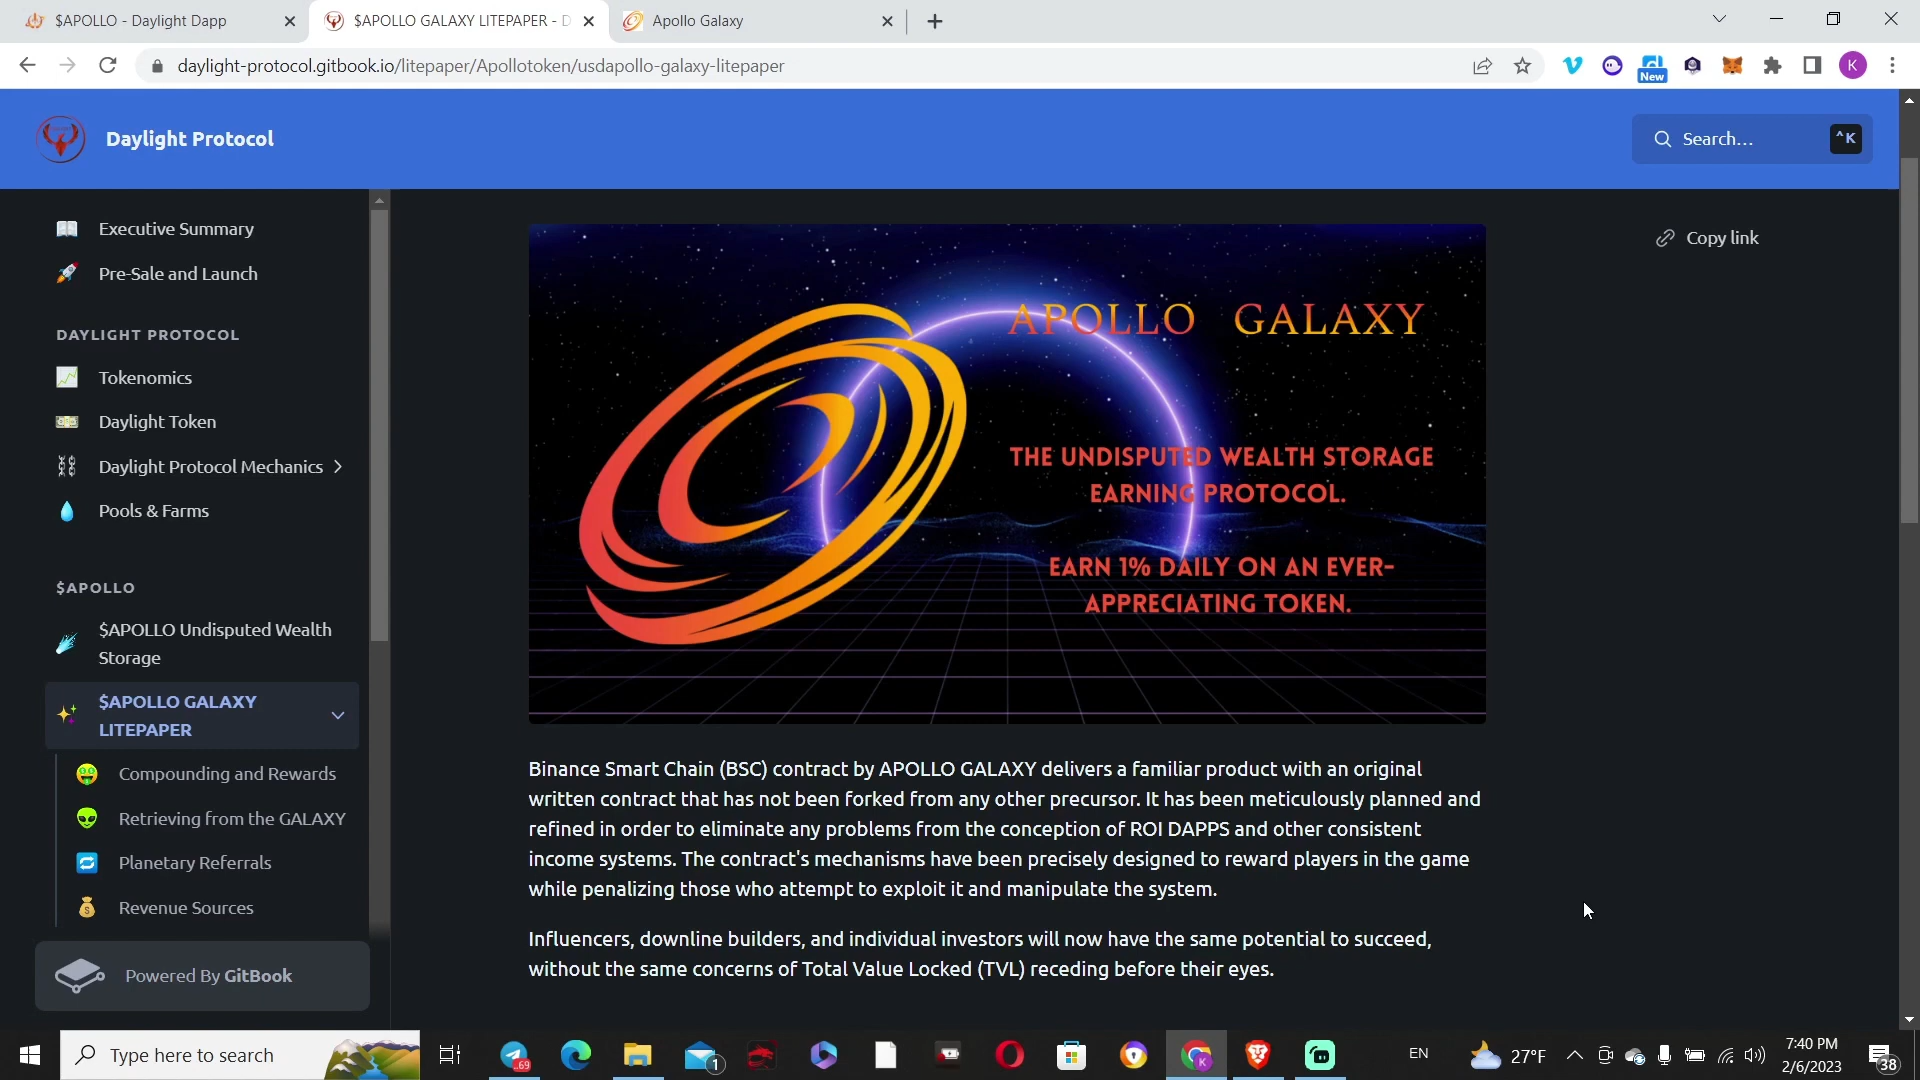 $APOLLO - Daylight Dapp
$APOLLO GALAXY LITEPAPER - D
Apollo Galaxy
daylight-protocol.gitbook.io/litepaper/Apollotoken/usdapollo-galaxy-litepaper
New
K
Daylight Protocol
Search...
^K
Executive Summary
Pre-Sale and Launch
DAYLIGHT PROTOCOL
Tokenomics
Daylight Token
Daylight Protocol Mechanics
Pools & Farms
$APOLLO
$APOLLO Undisputed Wealth
Storage
$APOLLO GALAXY
LITEPAPER
Compounding and Rewards
Retrieving from the GALAXY
Planetary Referrals
Revenue Sources
Powered By GitBook
Copy link
APOLLO GALAXY
THE UNDISPUTED WEALTH STORAGE
EARNING PROTOCOL.
EARN 1% DAILY ON AN EVER-
APPRECIATING TOKEN.
Binance Smart Chain (BSC) contract by APOLLO GALAXY delivers a familiar product with an original
written contract that has not been forked from any other precursor. It has been meticulously planned and
refined in order to eliminate any problems from the conception of ROI DAPPS and other consistent
income systems. The contract's mechanisms have been precisely designed to reward players in the game
while penalizing those who attempt to exploit it and manipulate the system.
Influencers, downline builders, and individual investors will now have the same potential to succeed,
without the same concerns of Total Value Locked (TVL) receding before their eyes.
Type here to search
69
1
K
EN
27°F
7:40 PM
2/6/2023
38